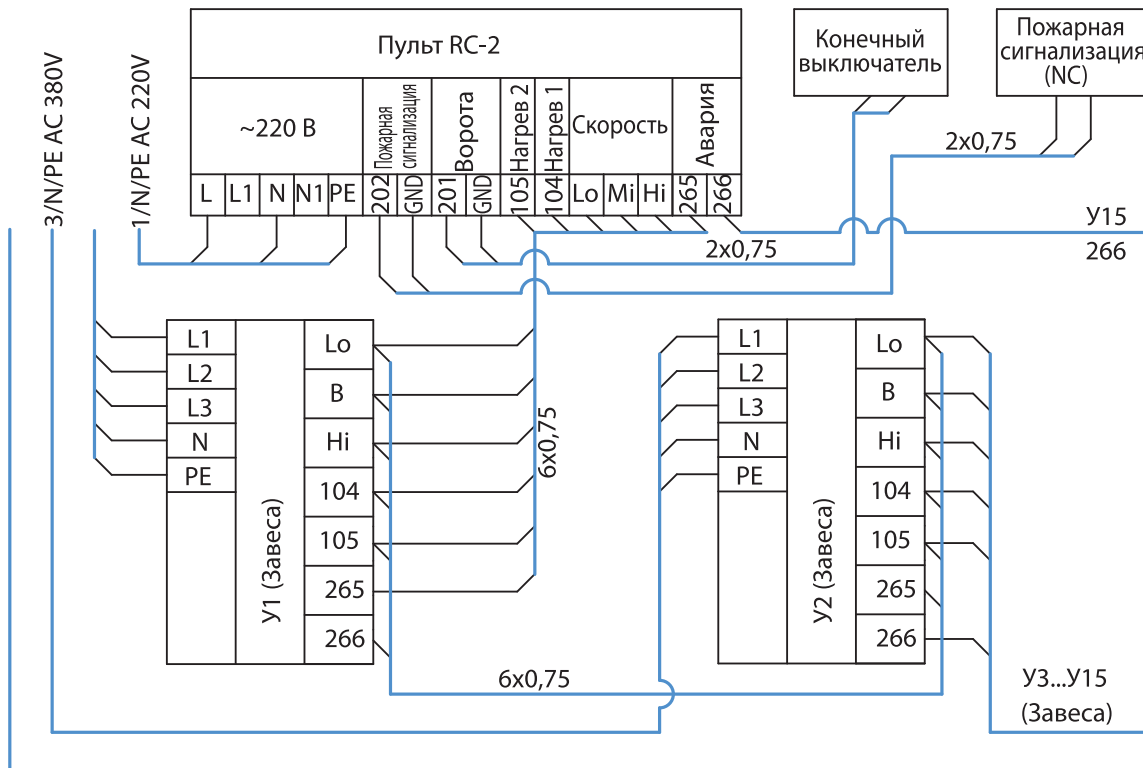 3/N/PE AC 380V
1/N/PE AC 220V
Пульт RC-2
~220 В
Пожарная
сигнализация
Ворота
Нагрев 2
Нагрев 1
Скорость
Авария
L L1 N N1 PE 202 GND 201 GND 105 104 Lo Mi Hi 265 266
Конечный
выключатель
Пожарная
сигнализация
(NC)
2x0,75
2x0,75
У15
266
L1
L2
L3
N
PE
У1 (Завеса)
Lo
B
Hi
104
105
265
266
6x0,75
6x0,75
L1
L2
L3
N
PE
У2 (Завеса)
Lo
B
Hi
104
105
265
266
У3...У15
(Завеса)